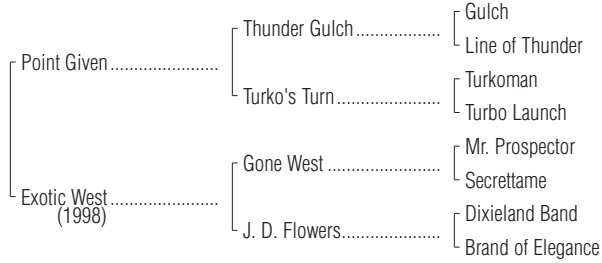 Gulch
Thunder Gulch....................
Line of Thunder
Point Given.........................
Turkoman
Turko's Turn........................
Turbo Launch
Mr. Prospector
Gone West..........................
Secrettame
Exotic West.........................
(1998)
Dixieland Band
J. D. Flowers.......................
Brand of Elegance